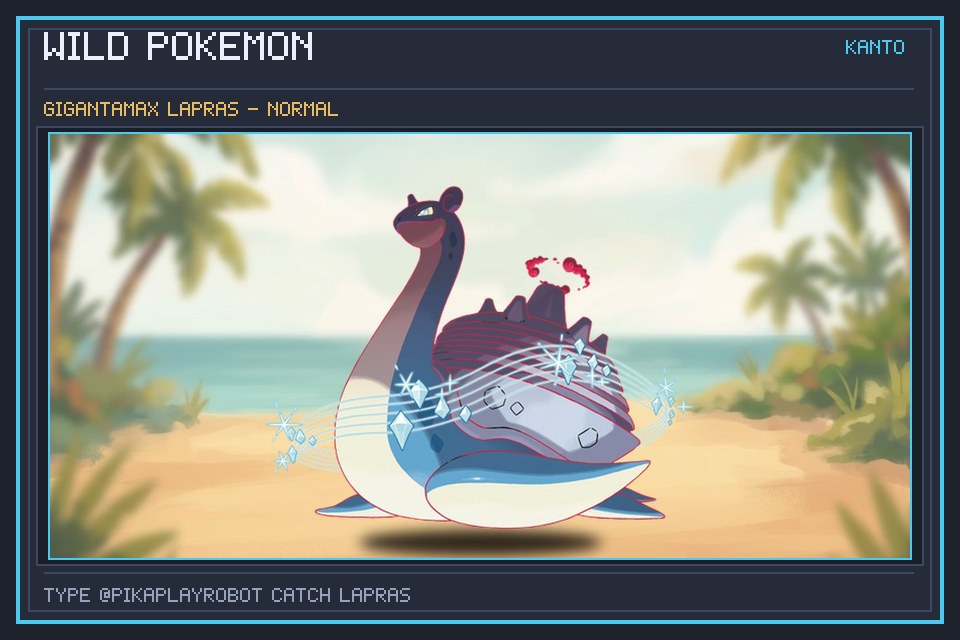 WILD POKEMON
KANTO
GIGANTAMAX LAPRAS - NORMAL
TYPE @PIKAPLAYROBOT CATCH LAPRAS